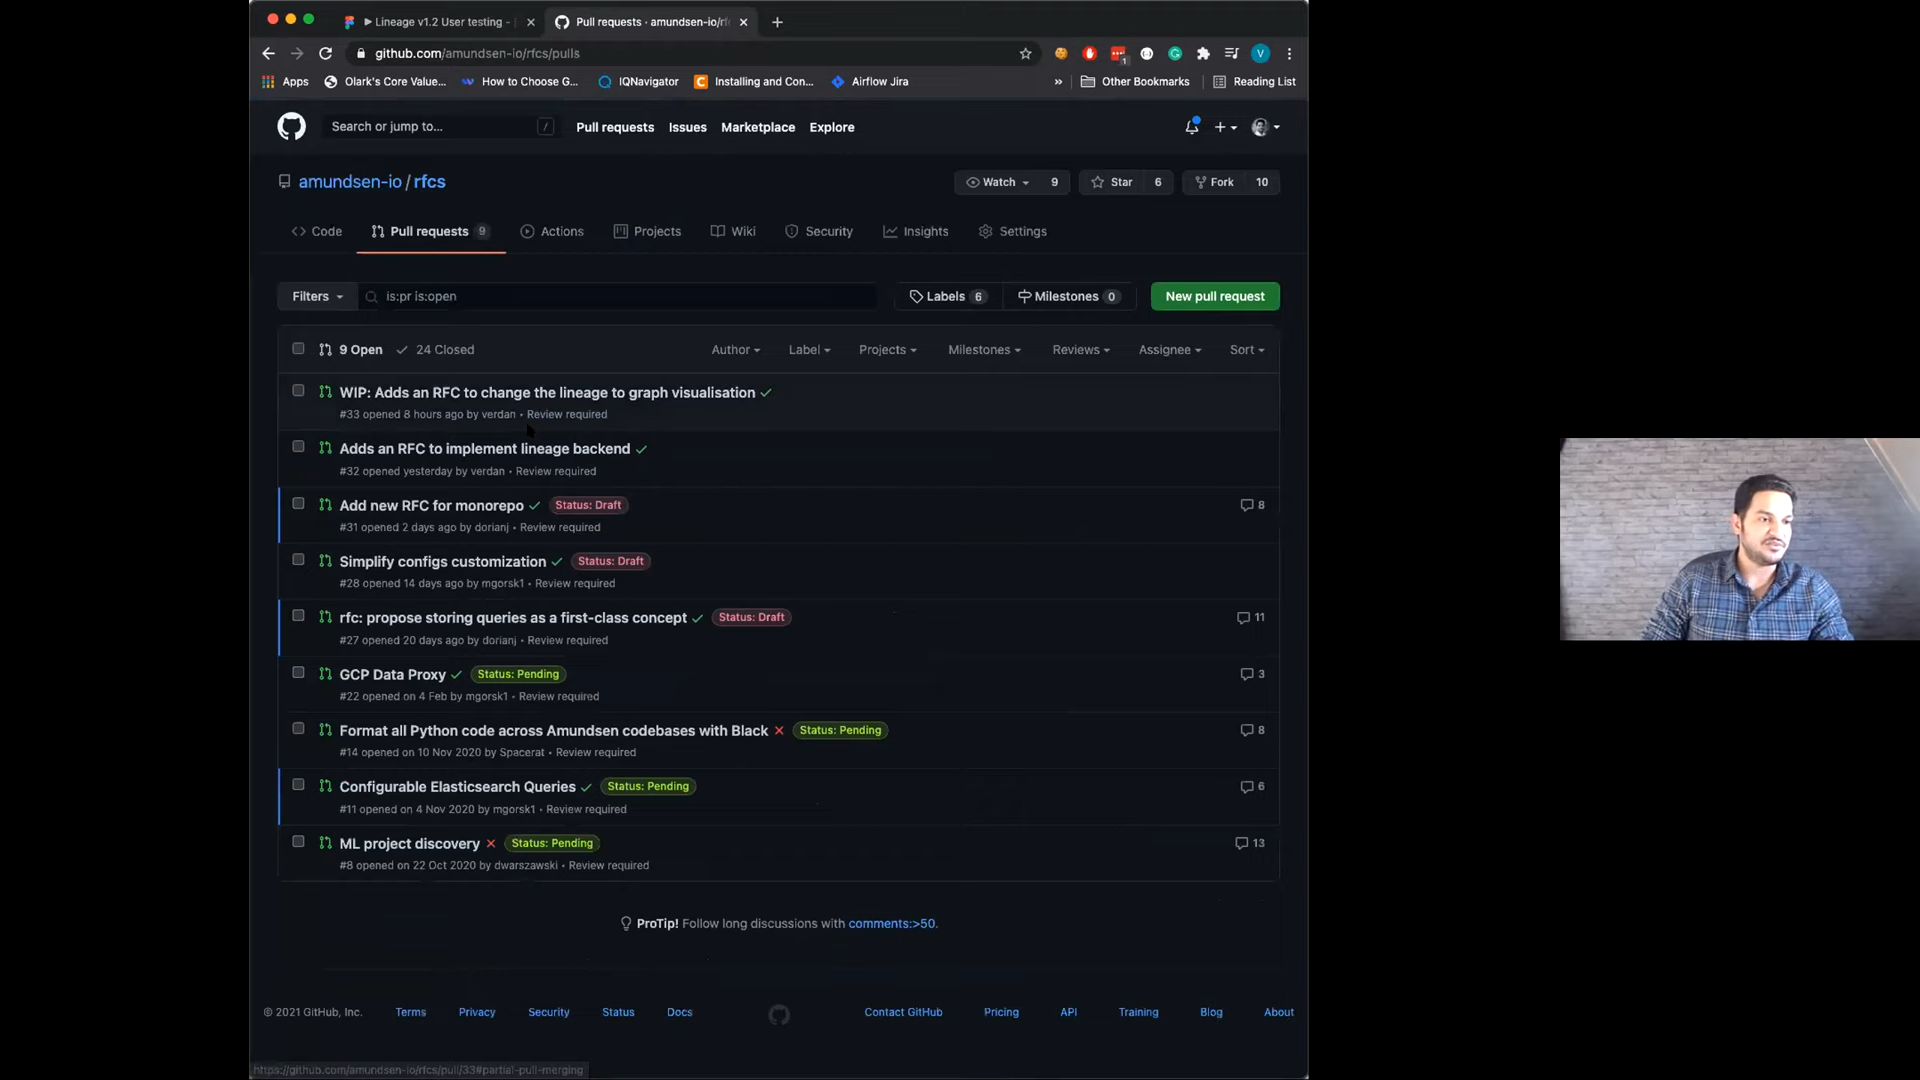 Lineage v1.2 User testing -
Pull requests · amundsen-io/rf
github.com/amundsen-io/rfcs/pulls
1
V
Apps
Olark's Core Value...
How to Choose G...
IQNavigator
Installing and Con...
Airflow Jira
»
Other Bookmarks
Reading List
Search or jump to...
/
Pull requests
Issues
Marketplace
Explore
amundsen-io / rfcs
Watch 9
Star 6
Fork 10
Code
Pull requests 9
Actions
Projects
Wiki
Security
Insights
Settings
Filters
is:pr is:open
Labels 6
Milestones 0
New pull request
9 Open
24 Closed
Author
Label
Projects
Milestones
Reviews
Assignee
Sort
WIP: Adds an RFC to change the lineage to graph visualisation
#33 opened 8 hours ago by verdan • Review required
Adds an RFC to implement lineage backend
#32 opened yesterday by verdan • Review required
Add new RFC for monorepo Status: Draft
8
#31 opened 2 days ago by dorianj • Review required
Simplify configs customization Status: Draft
#28 opened 14 days ago by mgorsk1 • Review required
rfc: propose storing queries as a first-class concept Status: Draft
11
#27 opened 20 days ago by dorianj • Review required
GCP Data Proxy Status: Pending
3
#22 opened on 4 Feb by mgorsk1 • Review required
Format all Python code across Amundsen codebases with Black Status: Pending
8
#14 opened on 10 Nov 2020 by Spacerat • Review required
Configurable Elasticsearch Queries Status: Pending
6
#11 opened on 4 Nov 2020 by mgorsk1 • Review required
ML project discovery Status: Pending
13
#8 opened on 22 Oct 2020 by dwarszawski • Review required
ProTip! Follow long discussions with comments:>50.
© 2021 GitHub, Inc.
Terms
Privacy
Security
Status
Docs
Contact GitHub
Pricing
API
Training
Blog
About
https://github.com/amundsen-io/rfcs/pull/33#partial-pull-merging